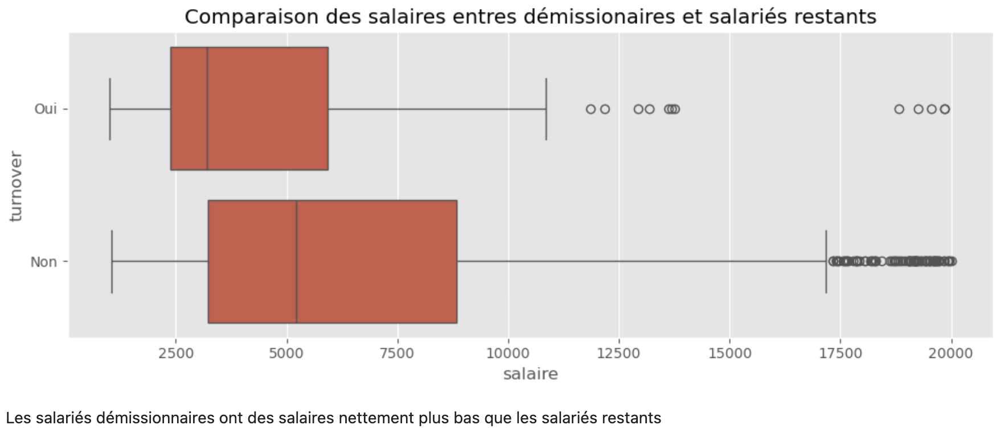 Comparaison des salaires entres démissionaires et salariés restants
turnover
Oui
Non
2500 5000 7500 10000 12500 15000 17500 20000
salaire
Les salariés démissionnaires ont des salaires nettement plus bas que les salariés restants